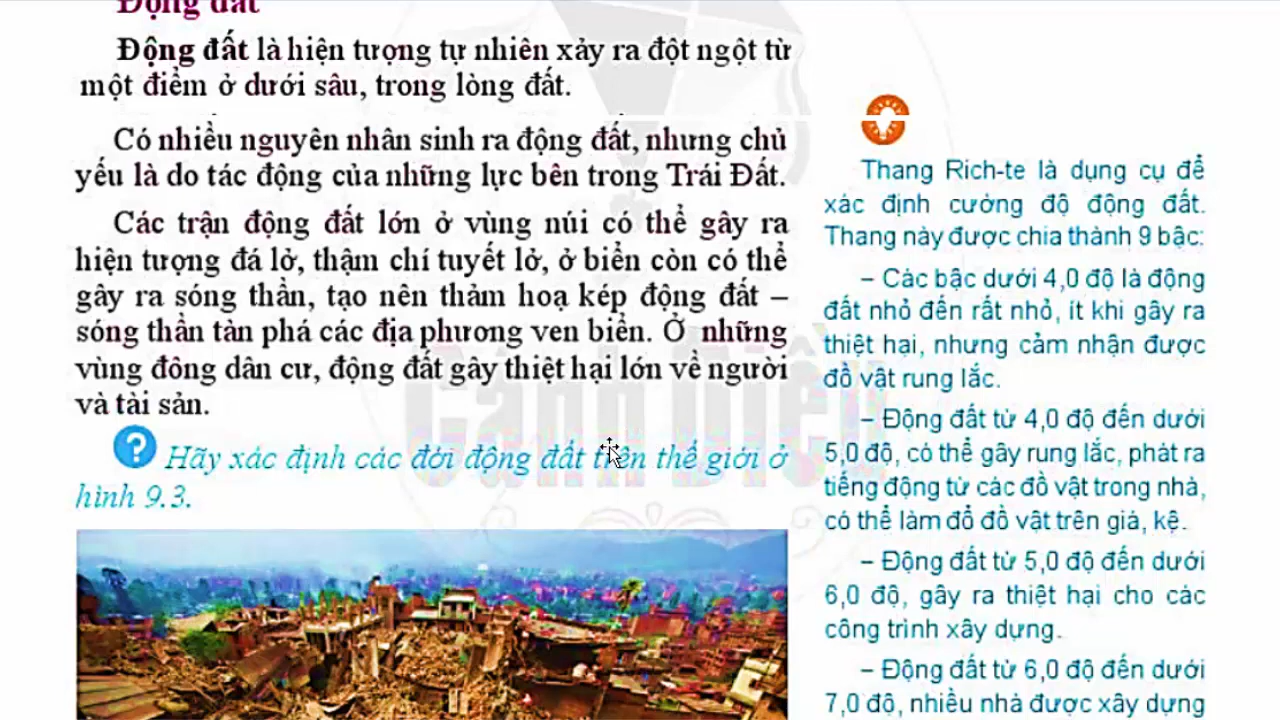 Động đất
Động đất là hiện tượng tự nhiên xảy ra đột ngột từ
một điểm ở dưới sâu, trong lòng đất.
Có nhiều nguyên nhân sinh ra động đất, nhưng chủ
yếu là do tác động của những lực bên trong Trái Đất.
Các trận động đất lớn ở vùng núi có thể gây ra
hiện tượng đá lở, thậm chí tuyết lở, ở biển còn có thể
gây ra sóng thần, tạo nên thảm hoạ kép động đất –
sóng thần tàn phá các địa phương ven biển. Ở những
vùng đông dân cư, động đất gây thiệt hại lớn về người
và tài sản.
? Hãy xác định các đới động đất trên thế giới ở
hình 9.3.
Thang Rich-te là dụng cụ để
xác định cường độ động đất.
Thang này được chia thành 9 bậc:
– Các bậc dưới 4,0 độ là động
đất nhỏ đến rất nhỏ, ít khi gây ra
thiệt hại, nhưng cảm nhận được
đồ vật rung lắc.
– Động đất từ 4,0 độ đến dưới
5,0 độ, có thể gây rung lắc, phát ra
tiếng động từ các đồ vật trong nhà,
có thể làm đổ đồ vật trên giá, kệ.
– Động đất từ 5,0 độ đến dưới
6,0 độ, gây ra thiệt hại cho các
công trình xây dựng.
– Động đất từ 6,0 độ đến dưới
7,0 độ, nhiều nhà được xây dựng
Cánh Diều